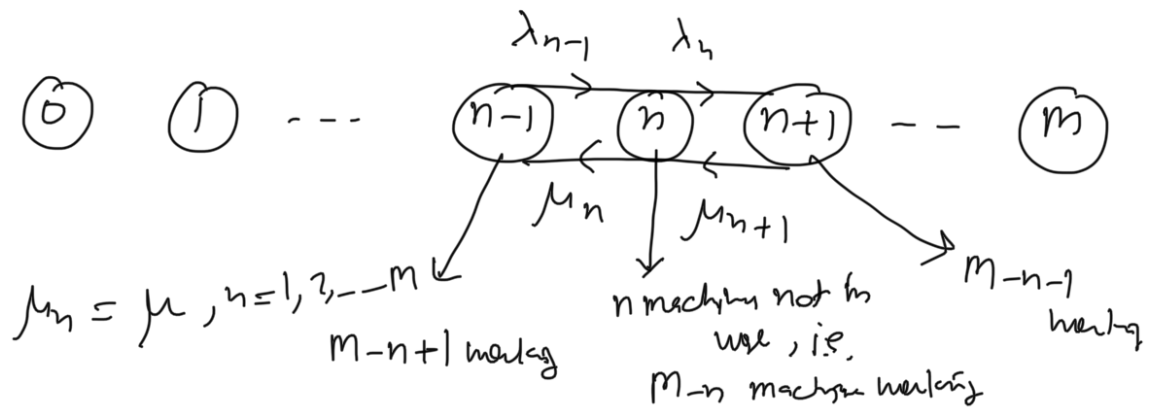 λn-1 λn
0 1 ---- n-1 n n+1 --- m
μn μn+1
μn = μ, n=1, 2, --- M
M-n+1 working
n machines not in
use, i.e.
M-n machine working
M-n-1
working